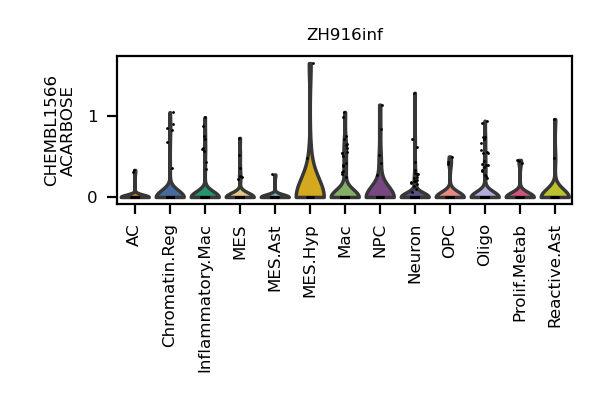 ZH916inf
CHEMBL1566
ACARBOSE
1
0
AC
Chromatin.Reg
Inflammatory.Mac
MES
MES.Ast
MES.Hyp
Mac
NPC
Neuron
OPC
Oligo
Prolif.Metab
Reactive.Ast